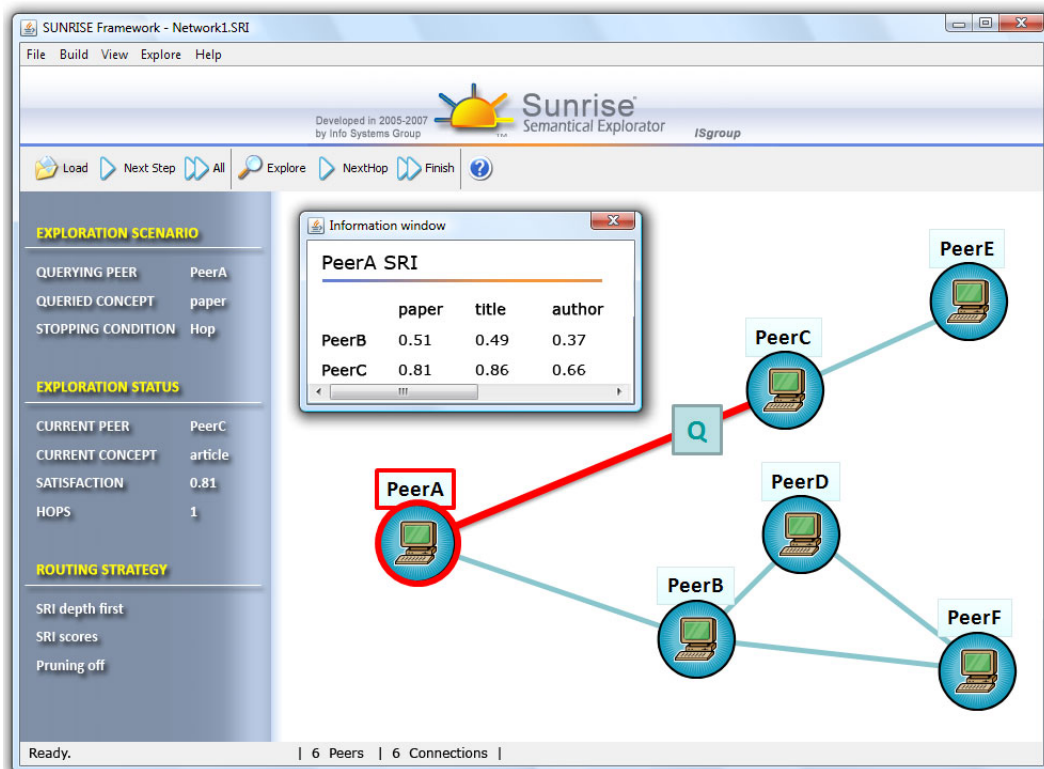 SUNRISE Framework - Network1.SRI
File Build View Explore Help
Developed in 2005-2007
by Info Systems Group
Sunrise
Semantical Explorator
TM
ISgroup
Load Next Step All Explore NextHop Finish ?
EXPLORATION SCENARIO
QUERYING PEER PeerA
QUERIED CONCEPT paper
STOPPING CONDITION Hop
EXPLORATION STATUS
CURRENT PEER PeerC
CURRENT CONCEPT article
SATISFACTION 0.81
HOPS 1
ROUTING STRATEGY
SRI depth first
SRI scores
Pruning off
Information window
PeerA SRI
paper title author
PeerB 0.51 0.49 0.37
PeerC 0.81 0.86 0.66
PeerE
PeerC
Q
PeerA
PeerD
PeerB
PeerF
Ready. | 6 Peers | 6 Connections |